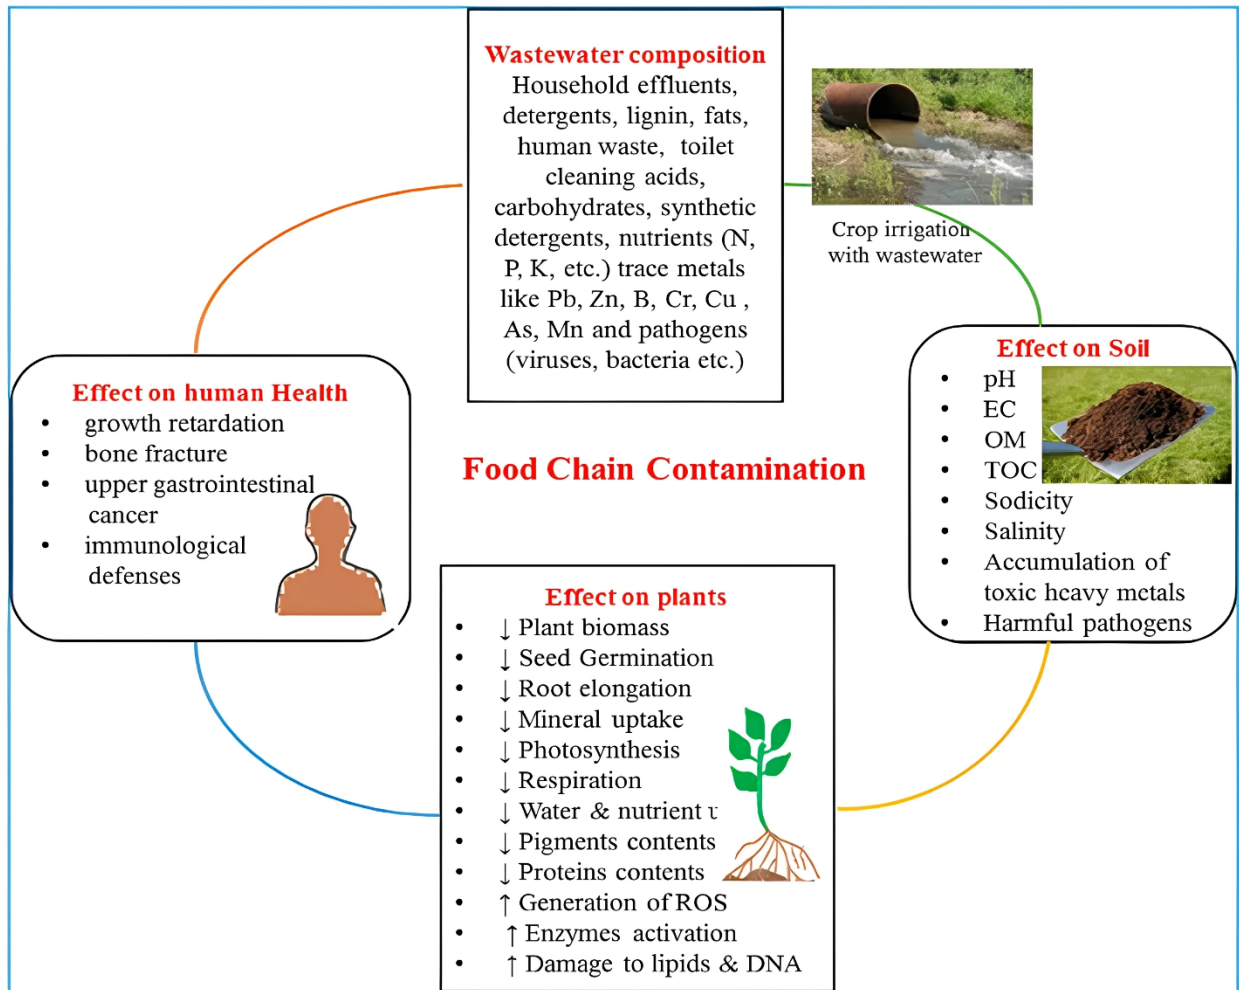 Wastewater composition
Household effluents,
detergents, lignin, fats,
human waste, toilet
cleaning acids,
carbohydrates, synthetic
detergents, nutrients (N,
P, K, etc.) trace metals
like Pb, Zn, B, Cr, Cu ,
As, Mn and pathogens
(viruses, bacteria etc.)
Crop irrigation
with wastewater
Effect on Soil
• pH
• EC
• OM
• TOC
• Sodicity
• Salinity
• Accumulation of
toxic heavy metals
• Harmful pathogens
Effect on human Health
• growth retardation
• bone fracture
• upper gastrointestinal
cancer
• immunological
defenses
Food Chain Contamination
Effect on plants
• ↓ Plant biomass
• ↓ Seed Germination
• ↓ Root elongation
• ↓ Mineral uptake
• ↓ Photosynthesis
• ↓ Respiration
• ↓ Water & nutrient
• ↓ Pigments contents
• ↓ Proteins contents
• ↑ Generation of ROS
• ↑ Enzymes activation
• ↑ Damage to lipids & DNA